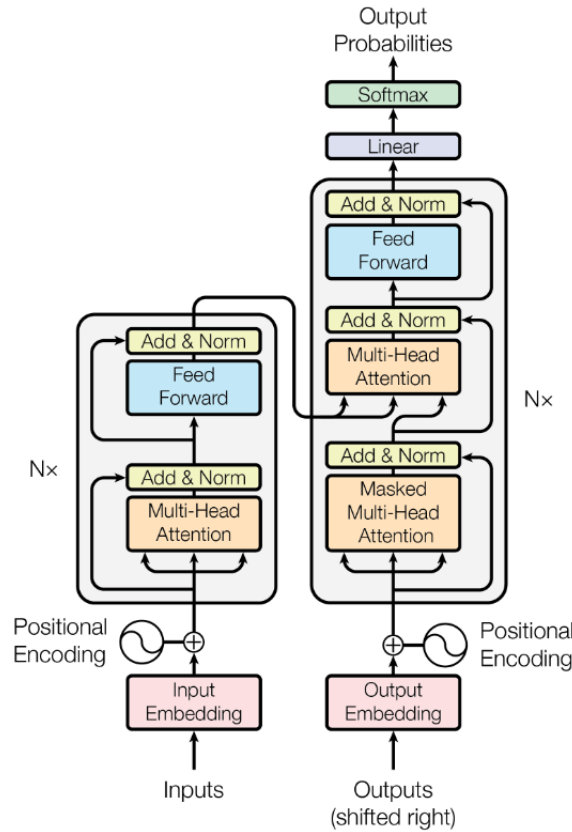 Output
Probabilities
Softmax
Linear
Add & Norm
Feed
Forward
Add & Norm
Multi-Head
Attention
Add & Norm
Masked
Multi-Head
Attention
N×
Positional
Encoding
Output
Embedding
Outputs
(shifted right)
Add & Norm
Feed
Forward
Add & Norm
Multi-Head
Attention
N×
Positional
Encoding
Input
Embedding
Inputs